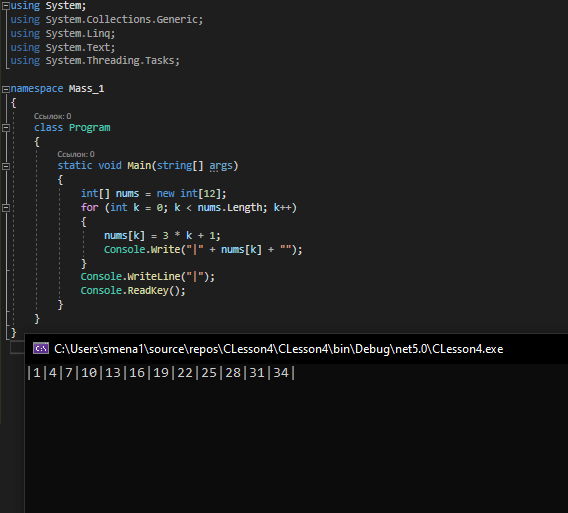 using System;
using System.Collections.Generic;
using System.Linq;
using System.Text;
using System.Threading.Tasks;
namespace Mass_1
{
Ссылок: 0
class Program
{
Ссылок: 0
static void Main(string[] args)
{
int[] nums = new int[12];
for (int k = 0; k < nums.Length; k++)
{
nums[k] = 3 * k + 1;
Console.Write("|" + nums[k] + "");
}
Console.WriteLine("|");
Console.ReadKey();
}
}
}
C:\Users\smena1\source\repos\CLesson4\CLesson4\bin\Debug\net5.0\CLesson4.exe
|1|4|7|10|13|16|19|22|25|28|31|34|